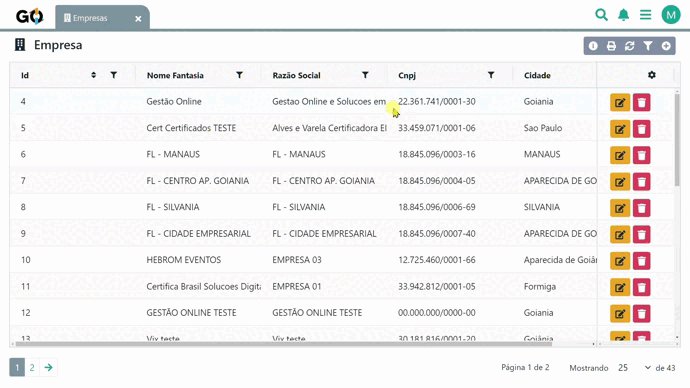 GO
Empresas
M
Empresa
Id Nome Fantasia Razão Social Cnpj Cidade
4 Gestão Online Gestao Online e Solucoes em 22.361.741/0001-30 Goiania
5 Cert Certificados TESTE Alves e Varela Certificadora El 33.459.071/0001-06 Sao Paulo
6 FL - MANAUS FL - MANAUS 18.845.096/0003-16 MANAUS
7 FL - CENTRO AP. GOIANIA FL - CENTRO AP. GOIANIA 18.845.096/0004-05 APARECIDA DE GO
8 FL - SILVANIA FL - SILVANIA 18.845.096/0006-69 SILVANIA
9 FL - CIDADE EMPRESARIAL FL - CIDADE EMPRESARIAL 18.845.096/0007-40 APARECIDA DE GO
10 HEBROM EVENTOS EMPRESA 03 12.725.460/0001-66 Aparecida de Goiân
11 Certifica Brasil Solucoes Digita EMPRESA 01 33.942.812/0001-05 Formiga
12 GESTÃO ONLINE TESTE GESTÃO ONLINE TESTE 00.000.000/0000-00 Goiânia
13 Vix teste Vix teste 30.181.816/0001-20 Goiânia
1 2 Página 1 de 2 Mostrando 25 de 43